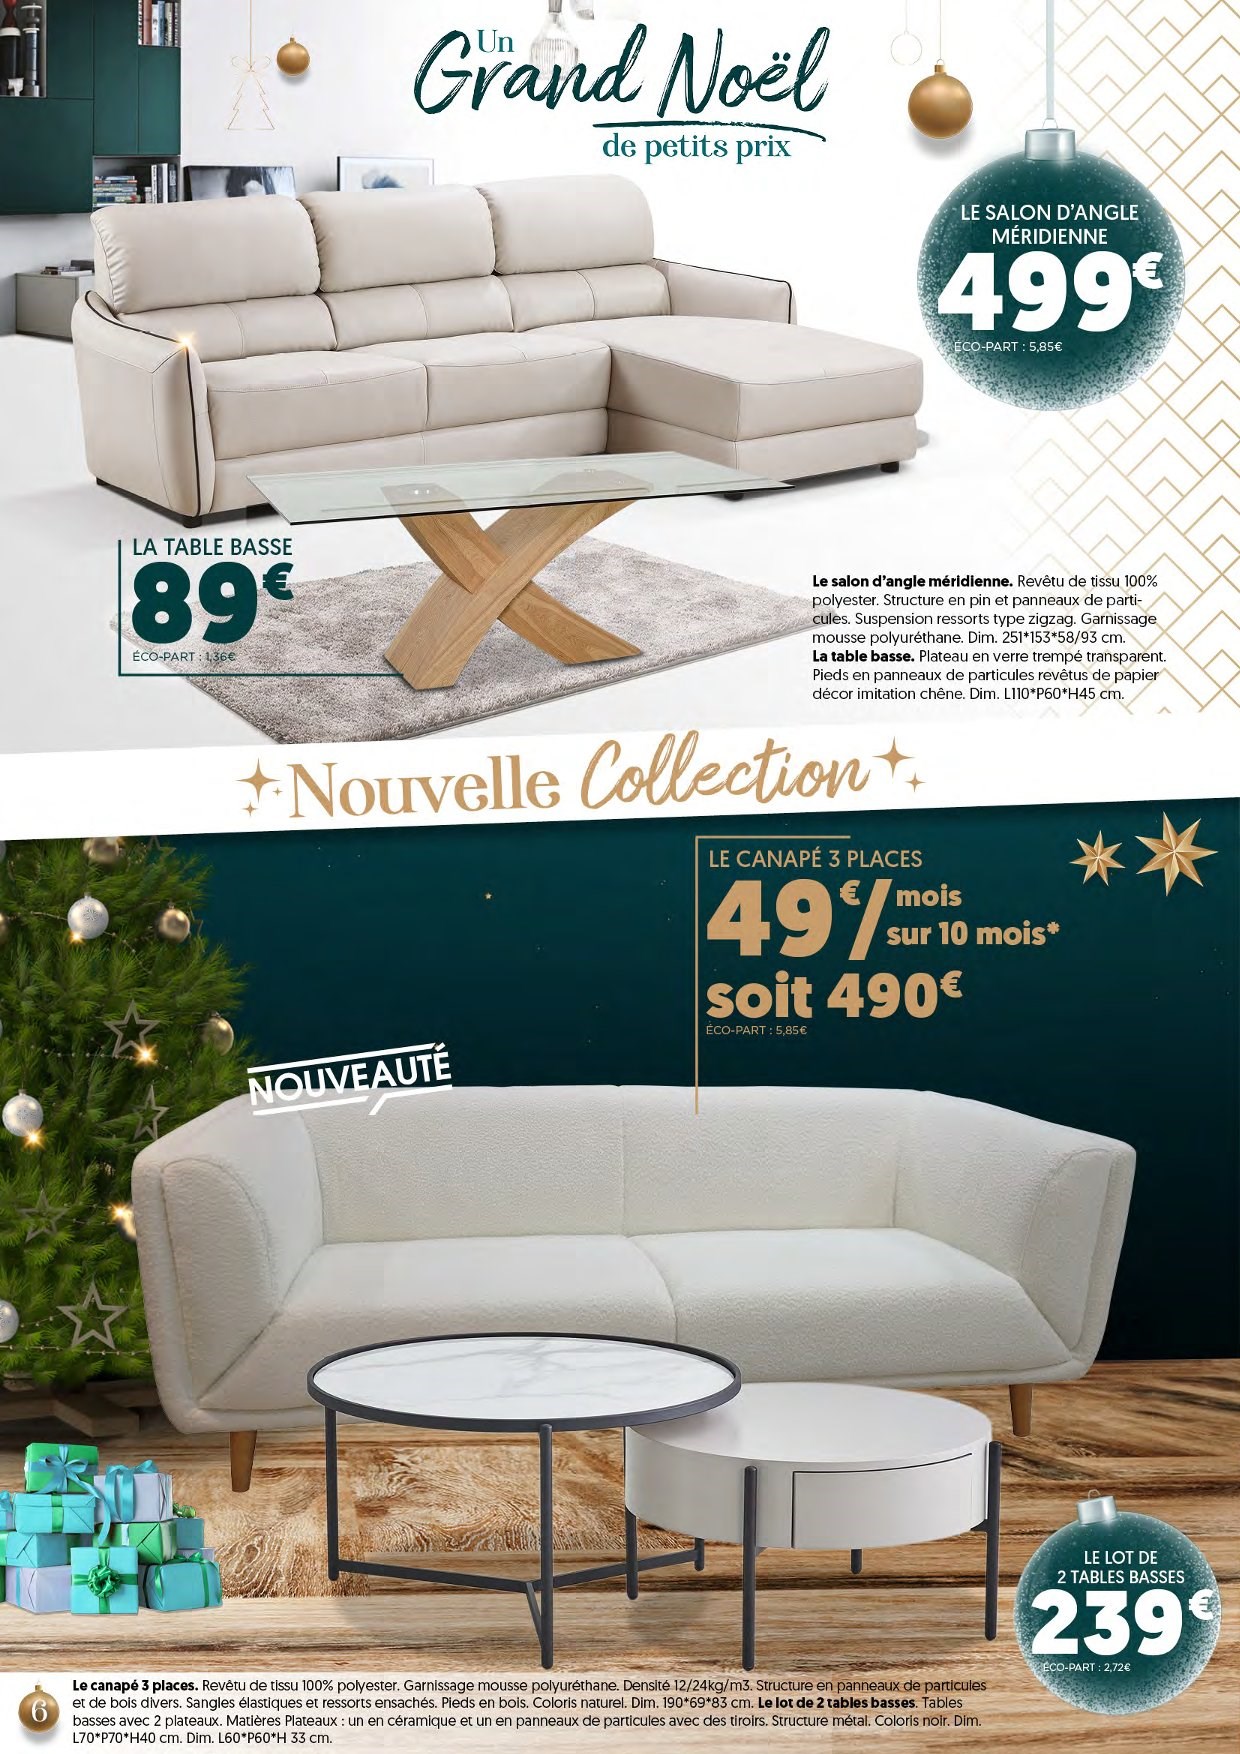 Un
Grand Noël
de petits prix
LE SALON D'ANGLE
MÉRIDIENNE
499€
ÉCO-PART : 5,85€
LA TABLE BASSE
89€
ÉCO-PART : 1,36€
Le salon d'angle méridienne. Revêtu de tissu 100%
polyester. Structure en pin et panneaux de parti-
cules. Suspension ressorts type zigzag. Garnissage
mousse polyuréthane. Dim. 251*153*58/93 cm.
La table basse. Plateau en verre trempé transparent.
Pieds en panneaux de particules revêtus de papier
décor imitation chêne. Dim. L110*P60*H45 cm.
Nouvelle Collection
LE CANAPÉ 3 PLACES
49€/mois
sur 10 mois*
soit 490€
ÉCO-PART : 5,85€
NOUVEAUTÉ
LE LOT DE
2 TABLES BASSES
239€
ÉCO-PART : 2,72€
Le canapé 3 places. Revêtu de tissu 100% polyester. Garnissage mousse polyuréthane. Densité 12/24kg/m3. Structure en panneaux de particules
et de bois divers. Sangles élastiques et ressorts ensachés. Pieds en bois. Coloris naturel. Dim. 190*69*83 cm. Le lot de 2 tables basses. Tables
basses avec 2 plateaux. Matières Plateaux : un en céramique et un en panneaux de particules avec des tiroirs. Structure métal. Coloris noir. Dim.
L70*P70*H40 cm. Dim. L60*P60*H 33 cm.
6